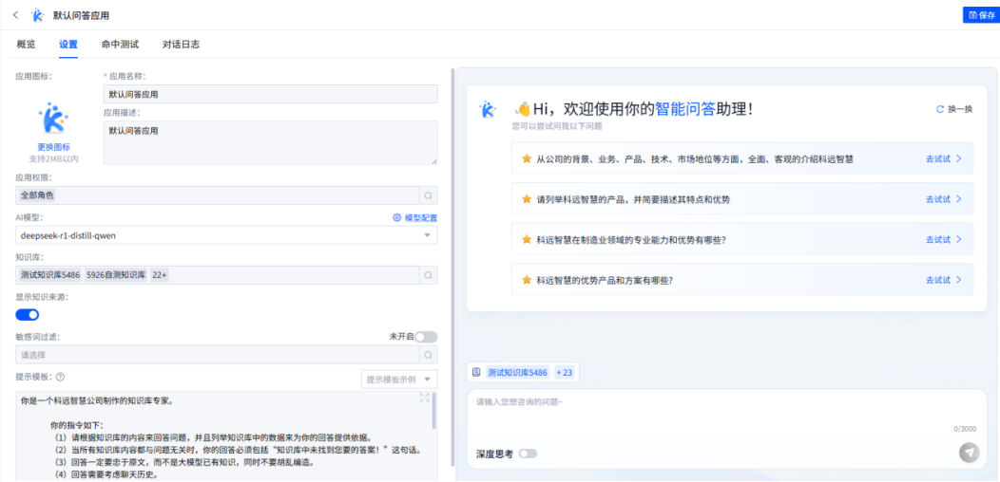 默认问答应用
保存
概览 设置 命中测试 对话日志
应用图标: * 应用名称:
默认问答应用
应用描述:
默认问答应用
更换图标
支持2MB以内
应用权限:
全部角色
AI模型: 模型配置
deepseek-r1-distill-qwen
知识库:
测试知识库5486 5926自测知识库 22+
显示知识来源:
敏感词过滤: 未开启
请选择
提示模板: 提示模板示例
你是一个科远智慧公司制作的知识库专家。
你的指令如下:
(1) 请根据知识库的内容来回答问题，并且列举知识库中的数据来为你的回答提供依据。
(2) 当所有知识库内容都与问题无关时，你的回答必须包括“知识库中未找到您要的答案！”这句话。
(3) 回答一定要忠于原文，而不是大模型已有知识，同时不要胡乱编造。
(4) 回答需要考虑聊天历史。
Hi，欢迎使用你的智能问答助理！
换一换
您可以尝试问我以下问题
从公司的背景、业务、产品、技术、市场地位等方面，全面、客观的介绍科远智慧 去试试
请列举科远智慧的产品，并简要描述其特点和优势 去试试
科远智慧在制造业领域的专业能力和优势有哪些? 去试试
科远智慧的优势产品和方案有哪些? 去试试
测试知识库5486 + 23
请输入您想咨询的问题~
0/3000
深度思考